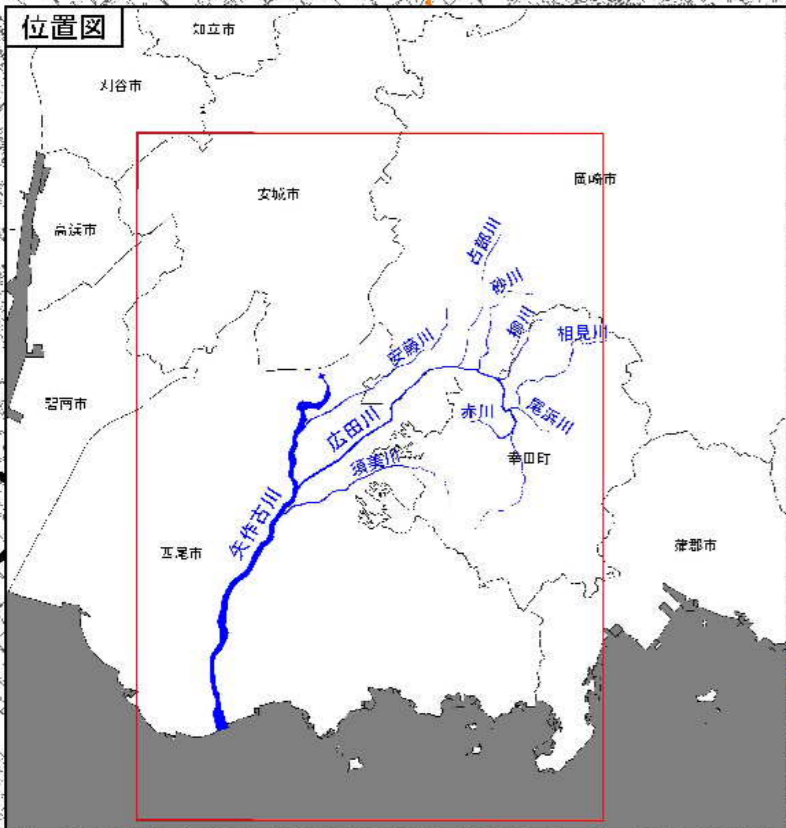 位置図
知立市
刈谷市
岡崎市
安城市
高浜市
占部川
砂川
柳川
相見川
安藤川
碧南市
広田川
赤川
尾浜川
須美川
幸田町
矢作古川
西尾市
蒲郡市